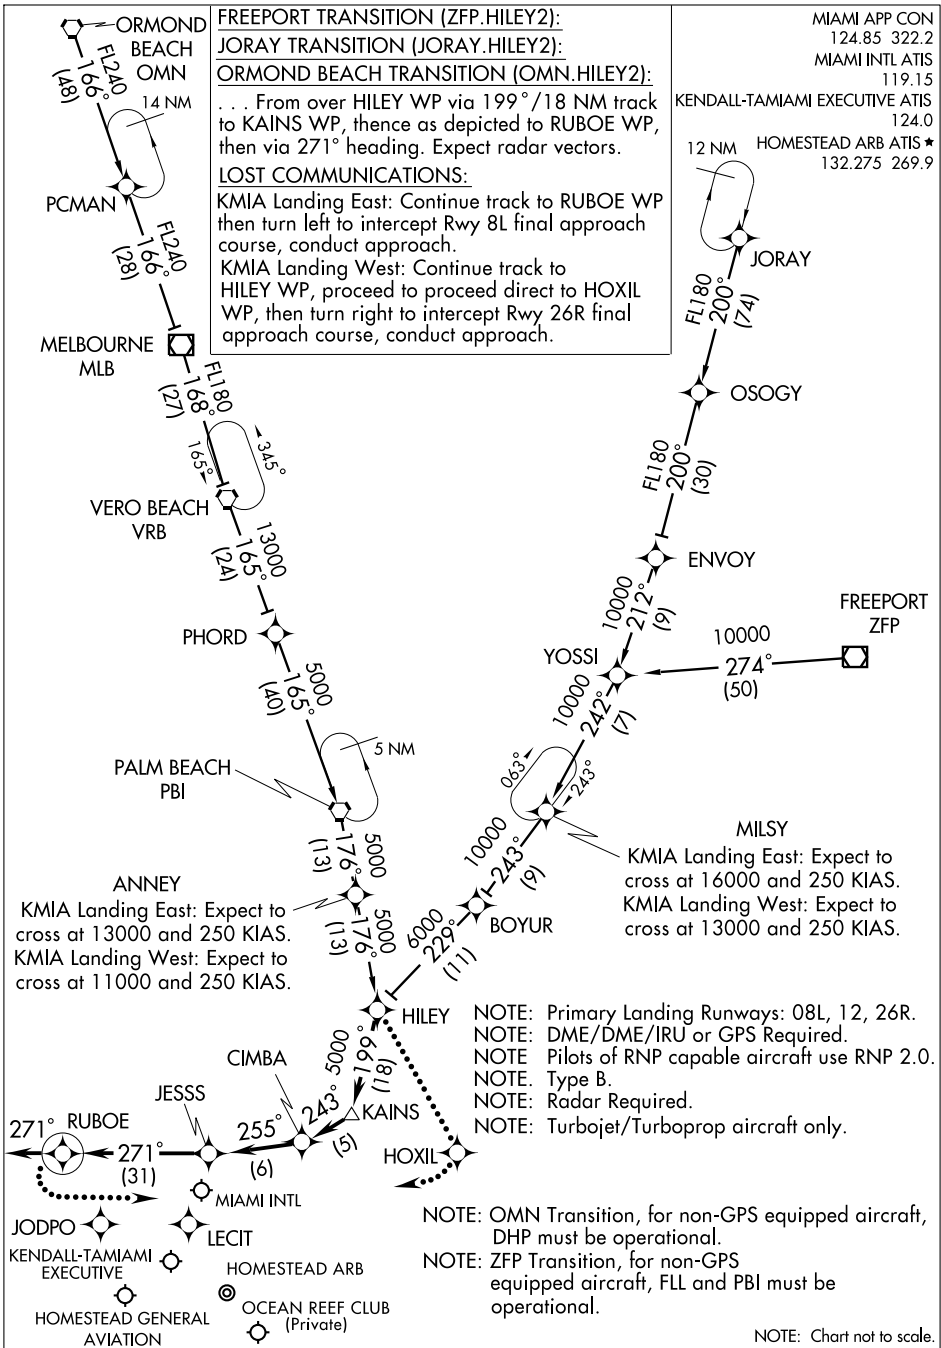 FREEPORT TRANSITION (ZFP.HILEY2):
JORAY TRANSITION (JORAY.HILEY2):
ORMOND BEACH TRANSITION (OMN.HILEY2):
. . . From over HILEY WP via 199°/18 NM track
to KAINS WP, thence as depicted to RUBOE WP,
then via 271° heading. Expect radar vectors.
LOST COMMUNICATIONS:
KMIA Landing East: Continue track to RUBOE WP
then turn left to intercept Rwy 8L final approach
course, conduct approach.
KMIA Landing West: Continue track to
HILEY WP, proceed to proceed direct to HOXIL
WP, then turn right to intercept Rwy 26R final
approach course, conduct approach.
MIAMI APP CON
124.85 322.2
MIAMI INTL ATIS
119.15
KENDALL-TAMIAMI EXECUTIVE ATIS
124.0
HOMESTEAD ARB ATIS ★
132.275 269.9
ORMOND
BEACH
OMN
FL240
166°
(48)
14 NM
PCMAN
FL240
166°
(28)
MELBOURNE
MLB
FL180
168°
(27)
165°
345°
VERO BEACH
VRB
13000
165°
(24)
PHORD
5000
165°
(40)
5 NM
PALM BEACH
PBI
5000
176°
(13)
ANNEY
KMIA Landing East: Expect to
cross at 13000 and 250 KIAS.
KMIA Landing West: Expect to
cross at 11000 and 250 KIAS.
5000
176°
(13)
12 NM
JORAY
FL180
200°
(74)
OSOGY
FL180
200°
(30)
ENVOY
10000
212°
(9)
FREEPORT
ZFP
10000
274°
(50)
YOSSI
10000
242°
(7)
063°
243°
MILSY
KMIA Landing East: Expect to
cross at 16000 and 250 KIAS.
KMIA Landing West: Expect to
cross at 13000 and 250 KIAS.
10000
243°
(9)
BOYUR
6000
229°
(11)
HILEY
5000
199°
(18)
KAINS
CIMBA
243°
(5)
JESSS
255°
(6)
RUBOE
271°
271°
(31)
HOXIL
MIAMI INTL
JODPO
LECIT
KENDALL-TAMIAMI
EXECUTIVE
HOMESTEAD ARB
HOMESTEAD GENERAL
AVIATION
OCEAN REEF CLUB
(Private)
NOTE: Primary Landing Runways: 08L, 12, 26R.
NOTE: DME/DME/IRU or GPS Required.
NOTE Pilots of RNP capable aircraft use RNP 2.0.
NOTE. Type B.
NOTE: Radar Required.
NOTE: Turbojet/Turboprop aircraft only.
NOTE: OMN Transition, for non-GPS equipped aircraft,
DHP must be operational.
NOTE: ZFP Transition, for non-GPS
equipped aircraft, FLL and PBI must be
operational.
NOTE: Chart not to scale.